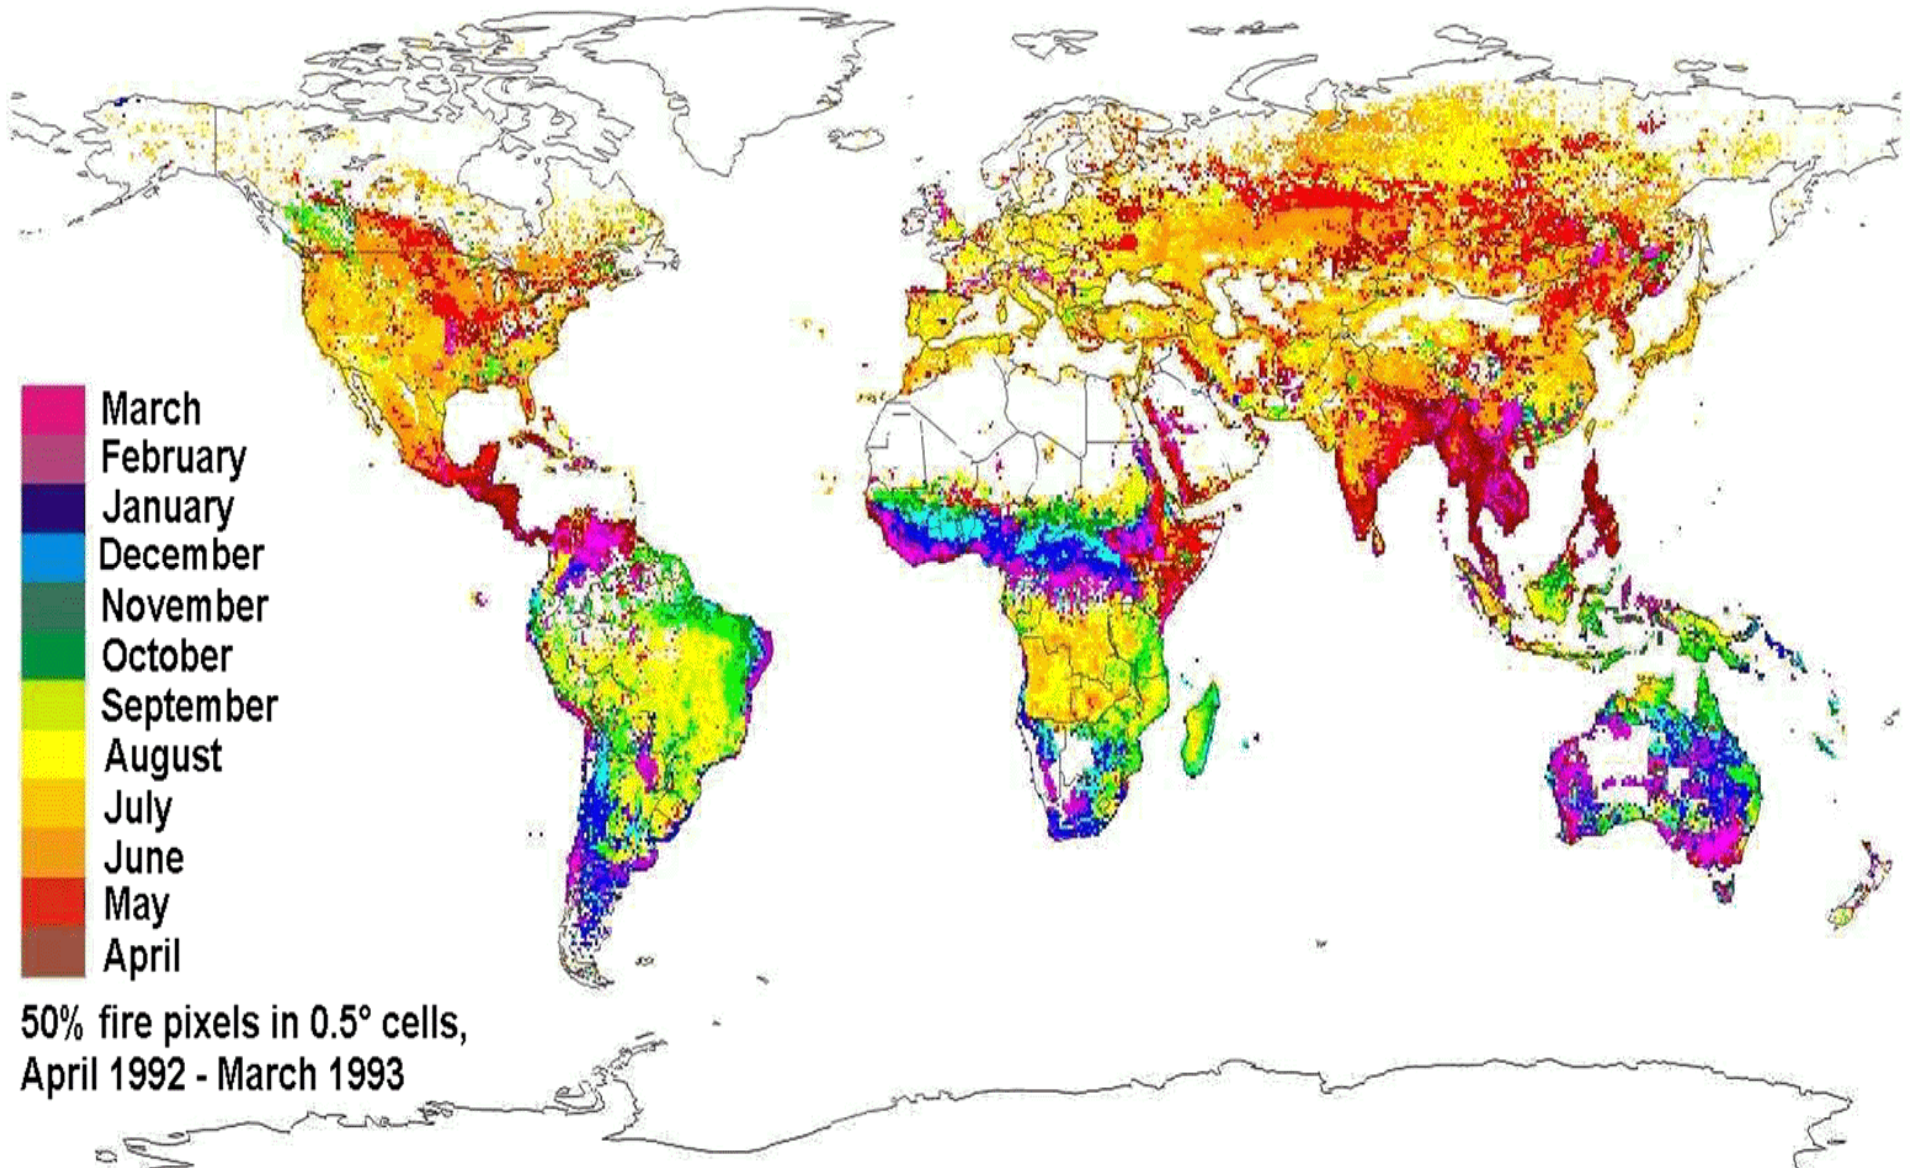 March
February
January
December
November
October
September
August
July
June
May
April
50% fire pixels in 0.5° cells,
April 1992 - March 1993